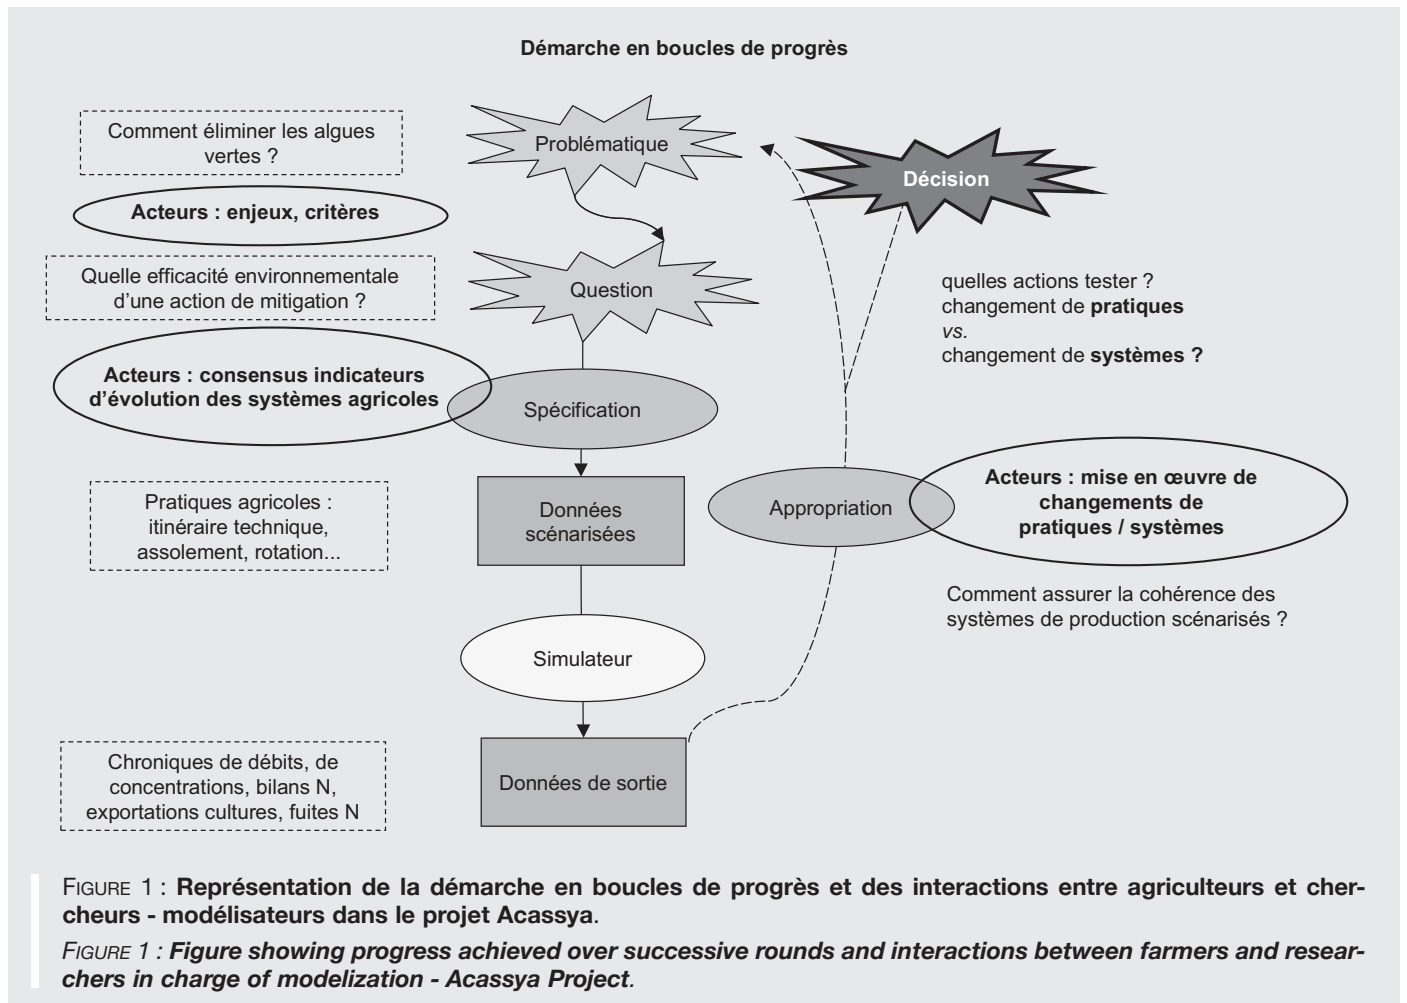 Démarche en boucles de progrès
Comment éliminer les algues
vertes ?
Problématique
Décision
Acteurs : enjeux, critères
Quelle efficacité environnementale
d'une action de mitigation ?
Question
quelles actions tester ?
changement de pratiques
vs.
changement de systèmes ?
Acteurs : consensus indicateurs
d'évolution des systèmes agricoles
Spécification
Pratiques agricoles :
itinéraire technique,
assolement, rotation...
Données
scénarisées
Appropriation
Acteurs : mise en œuvre de
changements de
pratiques / systèmes
Comment assurer la cohérence des
systèmes de production scénarisés ?
Simulateur
Chroniques de débits, de
concentrations, bilans N,
exportations cultures, fuites N
Données de sortie
FIGURE 1 : Représentation de la démarche en boucles de progrès et des interactions entre agriculteurs et cher-
cheurs - modélisateurs dans le projet Acassya.
FIGURE 1 : Figure showing progress achieved over successive rounds and interactions between farmers and resear-
chers in charge of modelization - Acassya Project.